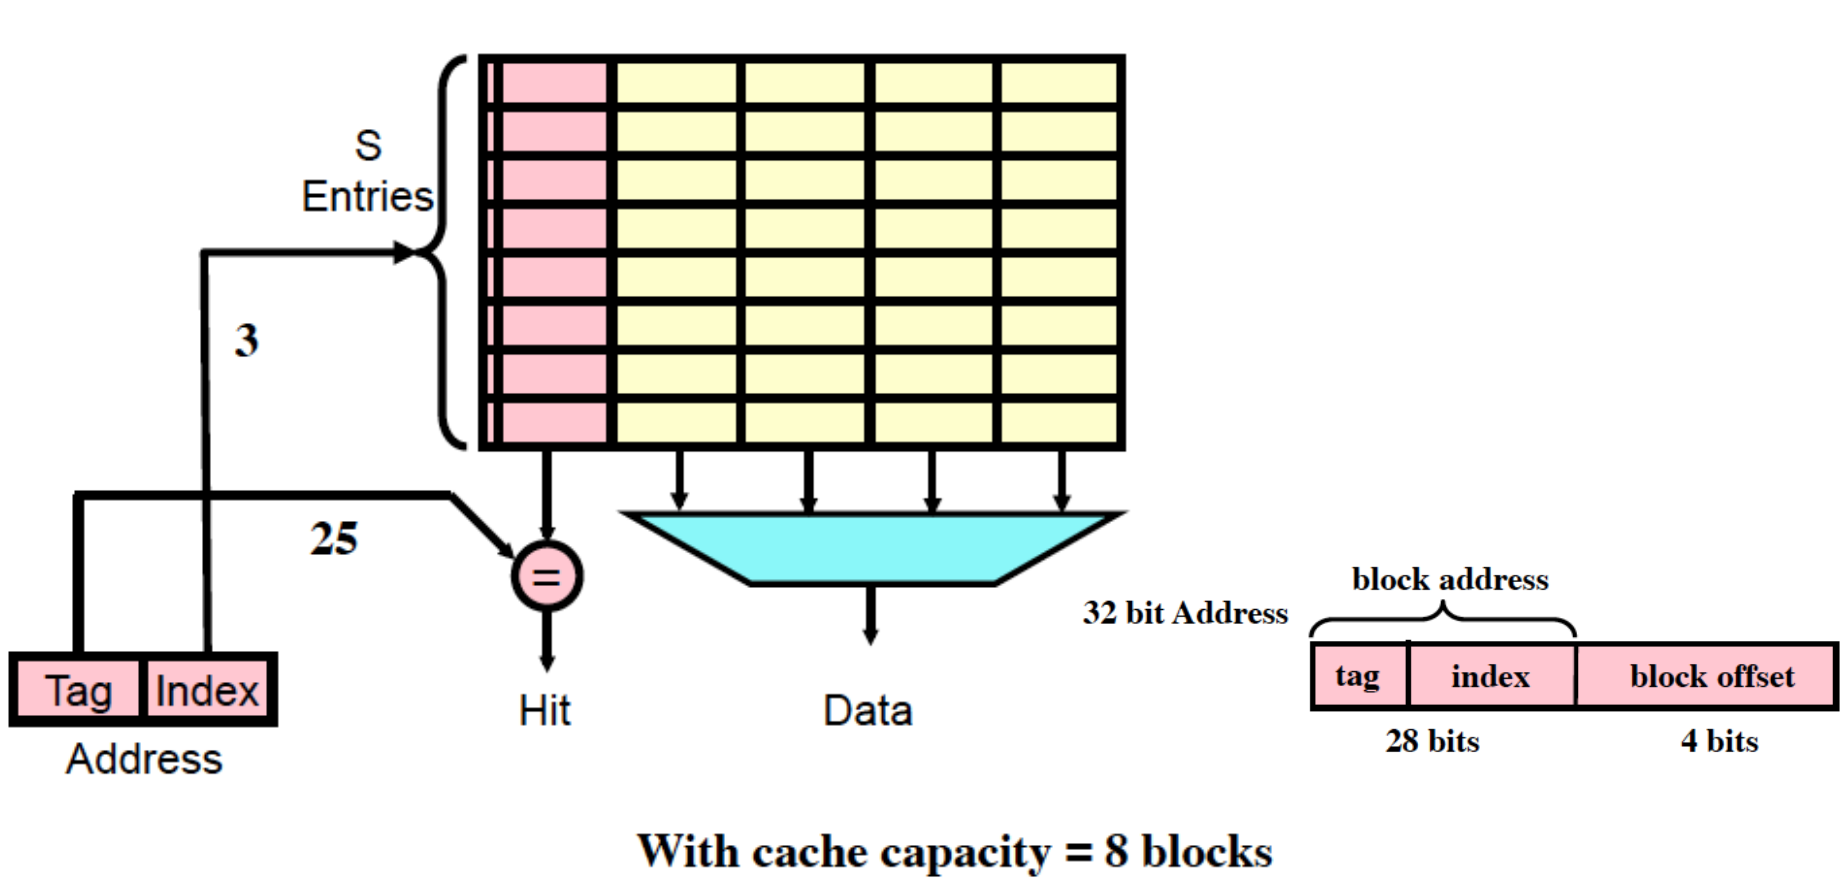 S
Entries
3
25
=
Tag Index
Address
Hit
Data
32 bit Address
block address
tag index block offset
28 bits 4 bits
With cache capacity = 8 blocks